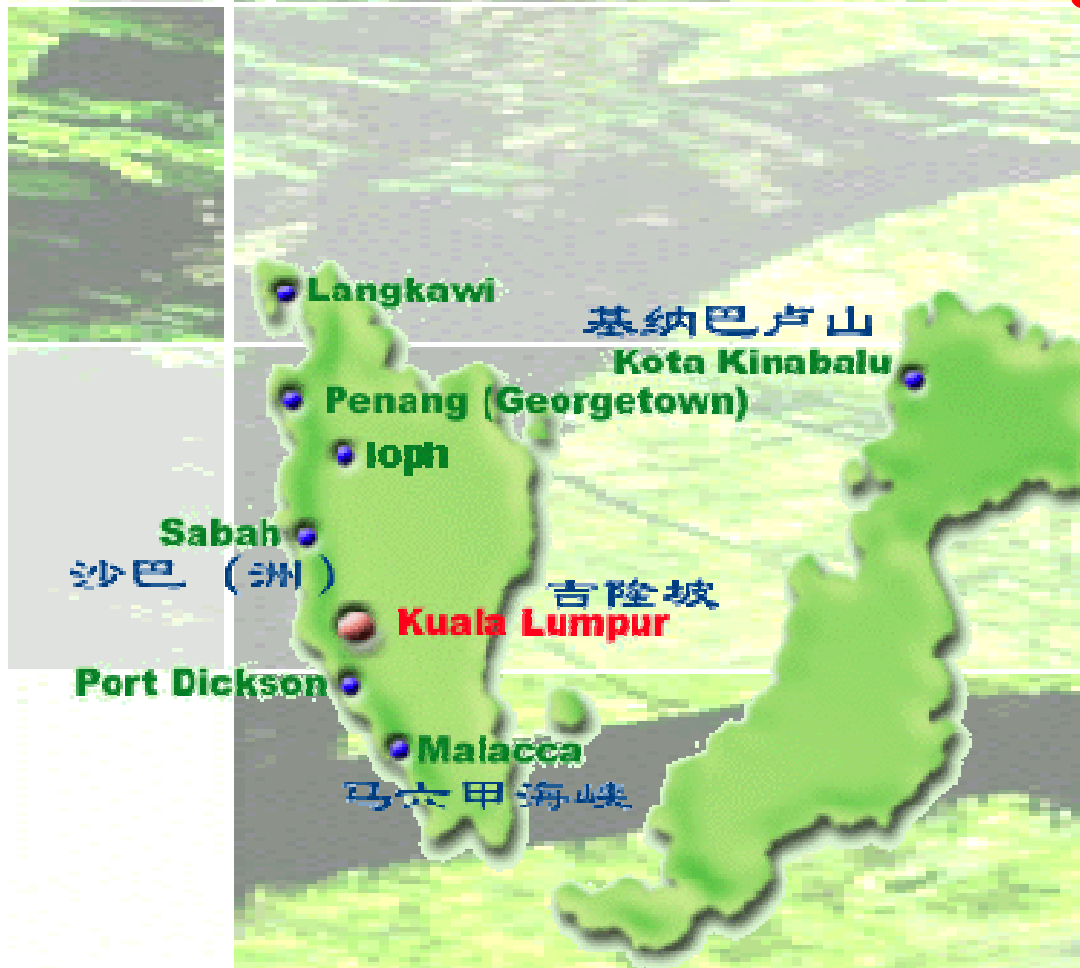 Langkawi
基纳巴卢山
Kota Kinabalu
Penang (Georgetown)
Ioph
Sabah
沙巴（洲）
吉隆坡
Kuala Lumpur
Port Dickson
Malacca
马六甲海峡